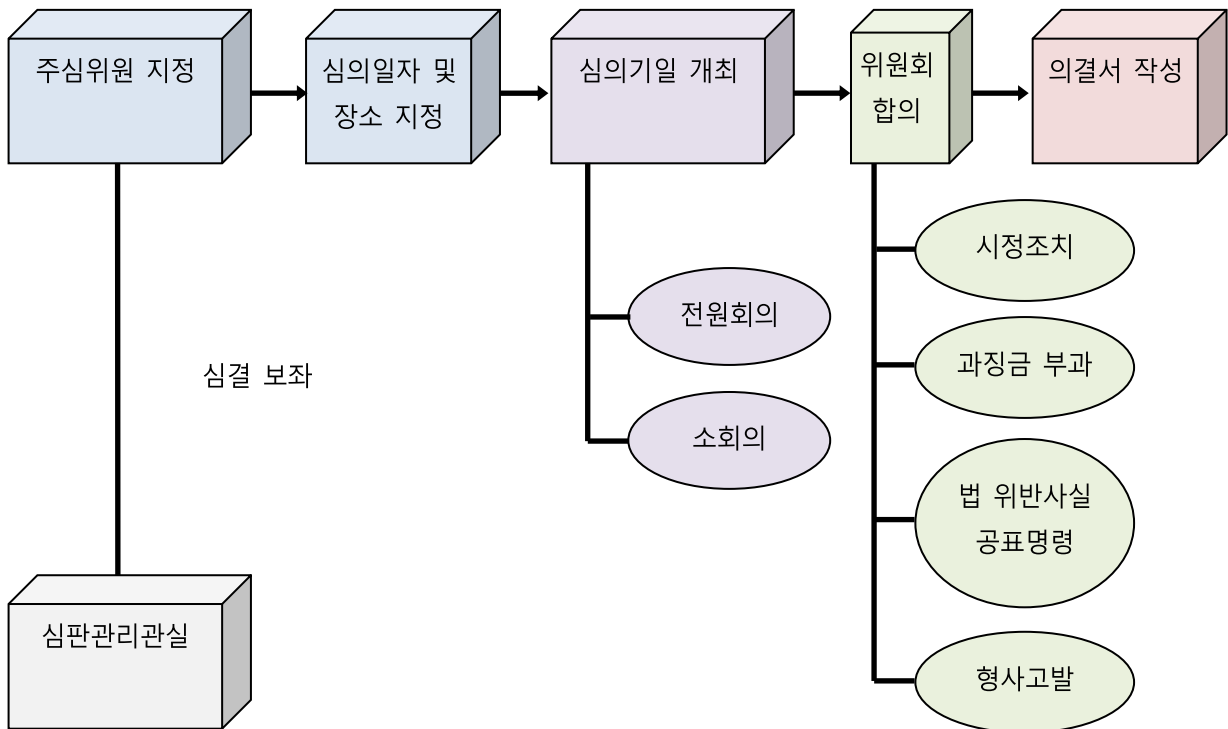 주심위원 지정
심의일자 및
장소 지정
심의기일 개최
위원회
합의
의결서 작성
시정조치
전원회의
과징금 부과
심결 보좌
소회의
법 위반사실
공표명령
심판관리관실
형사고발